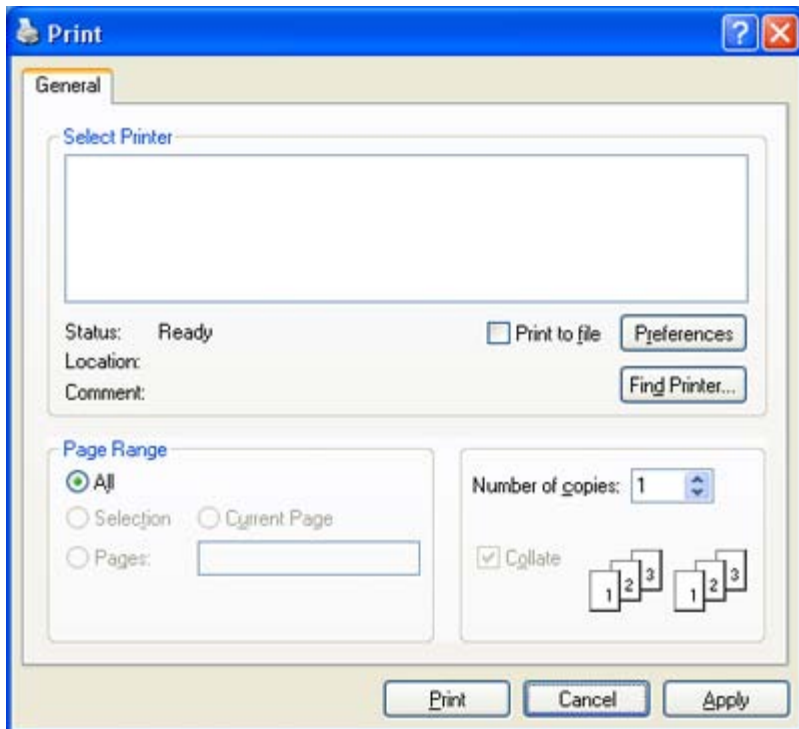 Print
General
Select Printer
Status: Ready
Print to file
Preferences
Location:
Comment:
Find Printer...
Page Range
All
Selection
Current Page
Pages:
Number of copies: 1
Collate
1 2 3 1 2 3
Print Cancel Apply